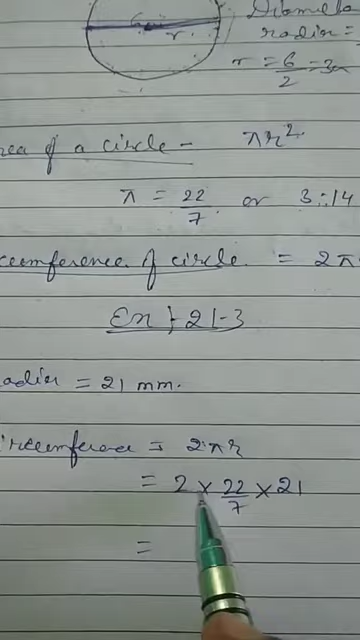 r.
radius =
r = 6/2 = 3
area of a circle - πr²
π = 22/7 or 3.14
circumference of circle = 2π
Ex 21-3
radius = 21 mm.
circumference = 2πr
= 2 × 22/7 × 21
=